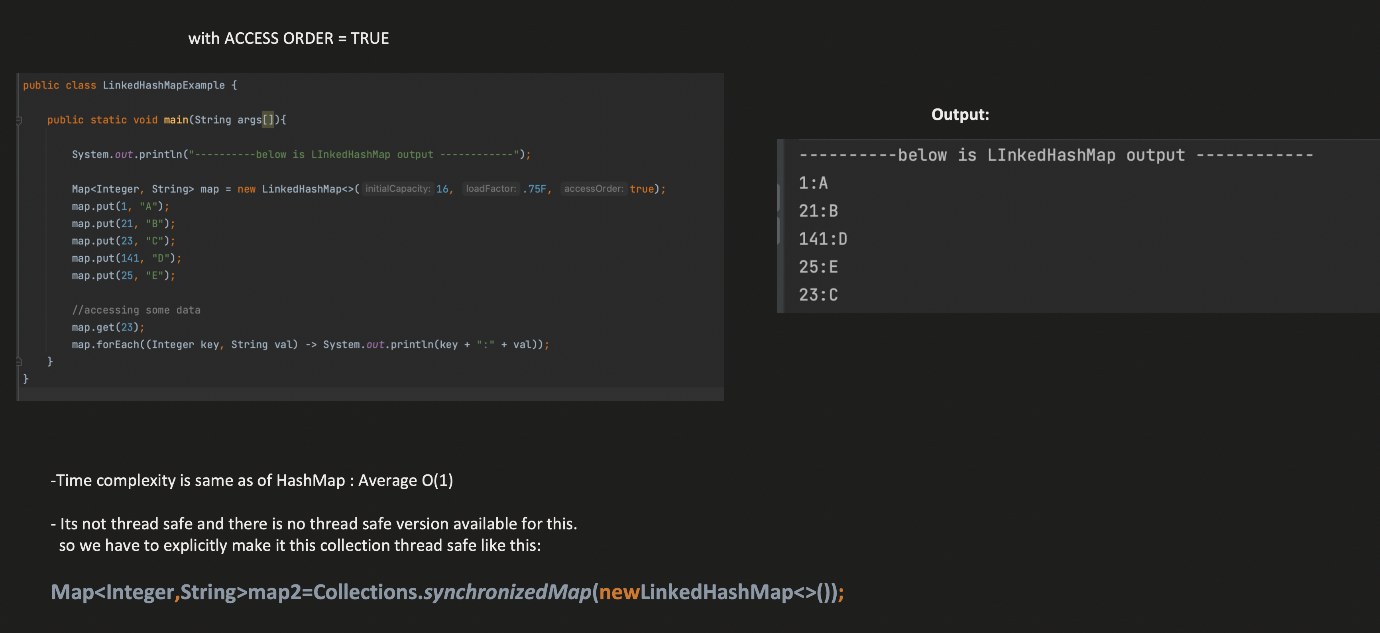 with ACCESS ORDER = TRUE
public class LinkedHashMapExample {
public static void main(String args[]){
System.out.println("----------below is LInkedHashMap output ------------");
Map<Integer, String> map = new LinkedHashMap<>( initialCapacity: 16, loadFactor: .75F, accessOrder: true);
map.put(1, "A");
map.put(21, "B");
map.put(23, "C");
map.put(141, "D");
map.put(25, "E");
//accessing some data
map.get(23);
map.forEach((Integer key, String val) -> System.out.println(key + ":" + val));
}
}
Output:
----------below is LInkedHashMap output ------------
1:A
21:B
141:D
25:E
23:C
-Time complexity is same as of HashMap : Average O(1)
- Its not thread safe and there is no thread safe version available for this.
so we have to explicitly make it this collection thread safe like this:
Map<Integer,String>map2=Collections.synchronizedMap(newLinkedHashMap<>());